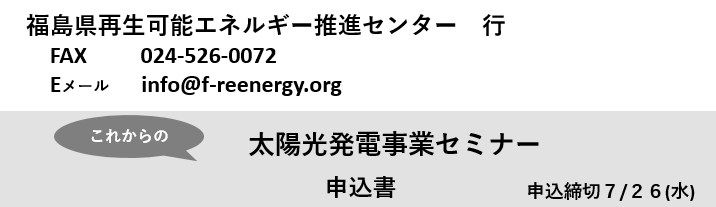 福島県再生可能エネルギー推進センター　行
FAX　024-526-0072
Eメール　info@f-reenergy.org
これからの
太陽光発電事業セミナー
申込書
申込締切７/２６(水)